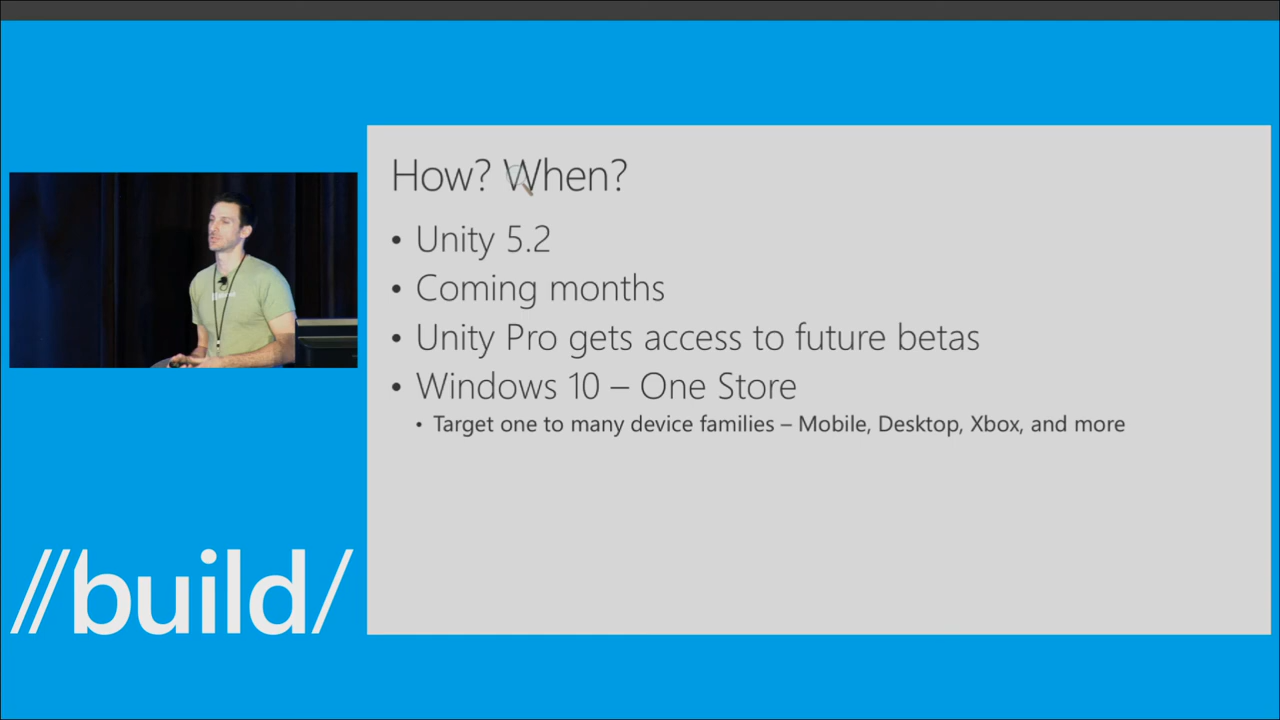 How? When?
• Unity 5.2
• Coming months
• Unity Pro gets access to future betas
• Windows 10 – One Store
• Target one to many device families – Mobile, Desktop, Xbox, and more
//build/